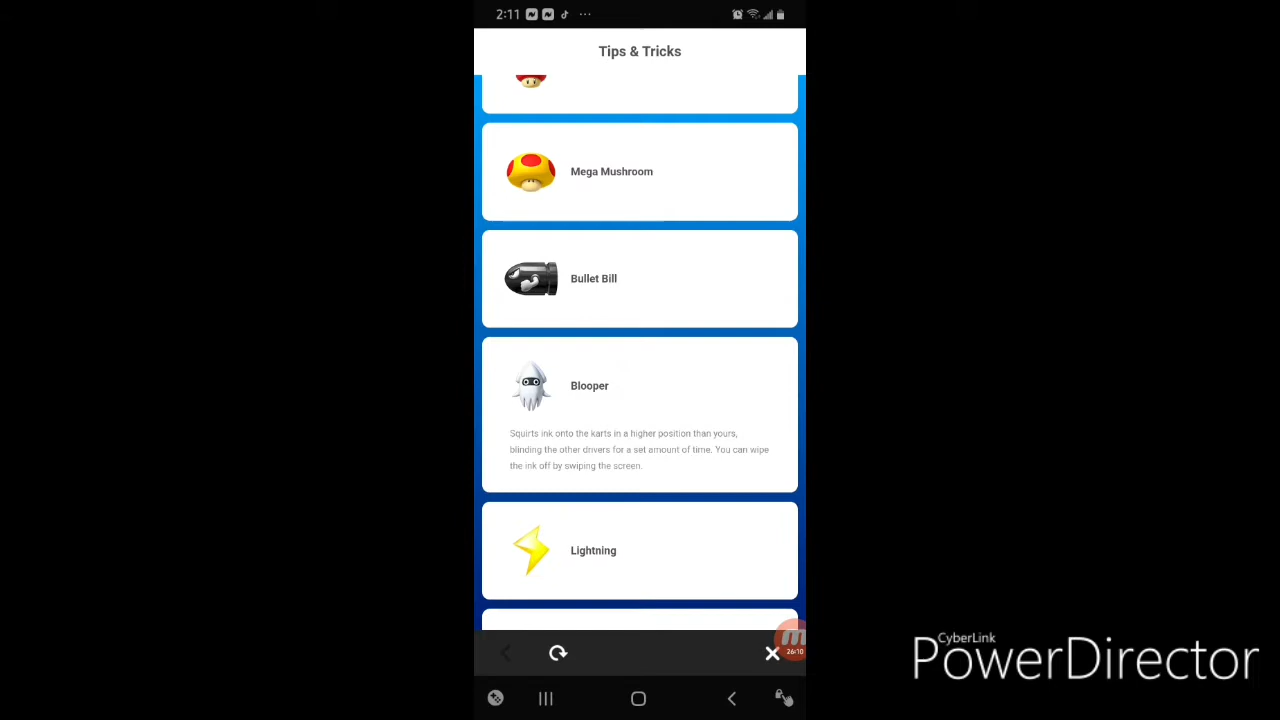 2:11
Tips & Tricks
Mega Mushroom
Bullet Bill
Blooper
Squirts ink onto the karts in a higher position than yours,
blinding the other drivers for a set amount of time. You can wipe
the ink off by swiping the screen.
Lightning
26:10
CyberLink
PowerDirector